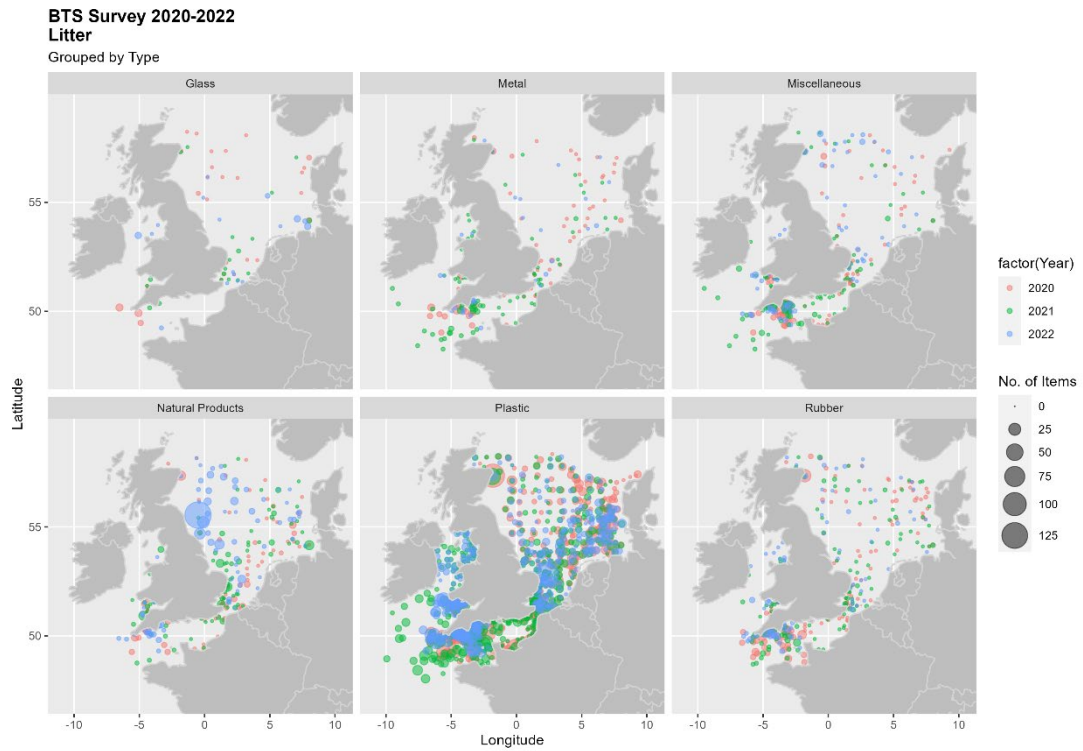 BTS Survey 2020-2022
Litter
Grouped by Type
Glass
Metal
Miscellaneous
55
50
Natural Products
Plastic
Rubber
55
50
-10 -5 0 5 10
-10 -5 0 5 10
-10 -5 0 5 10
Latitude
Longitude
factor(Year)
2020
2021
2022
No. of Items
0
25
50
75
100
125